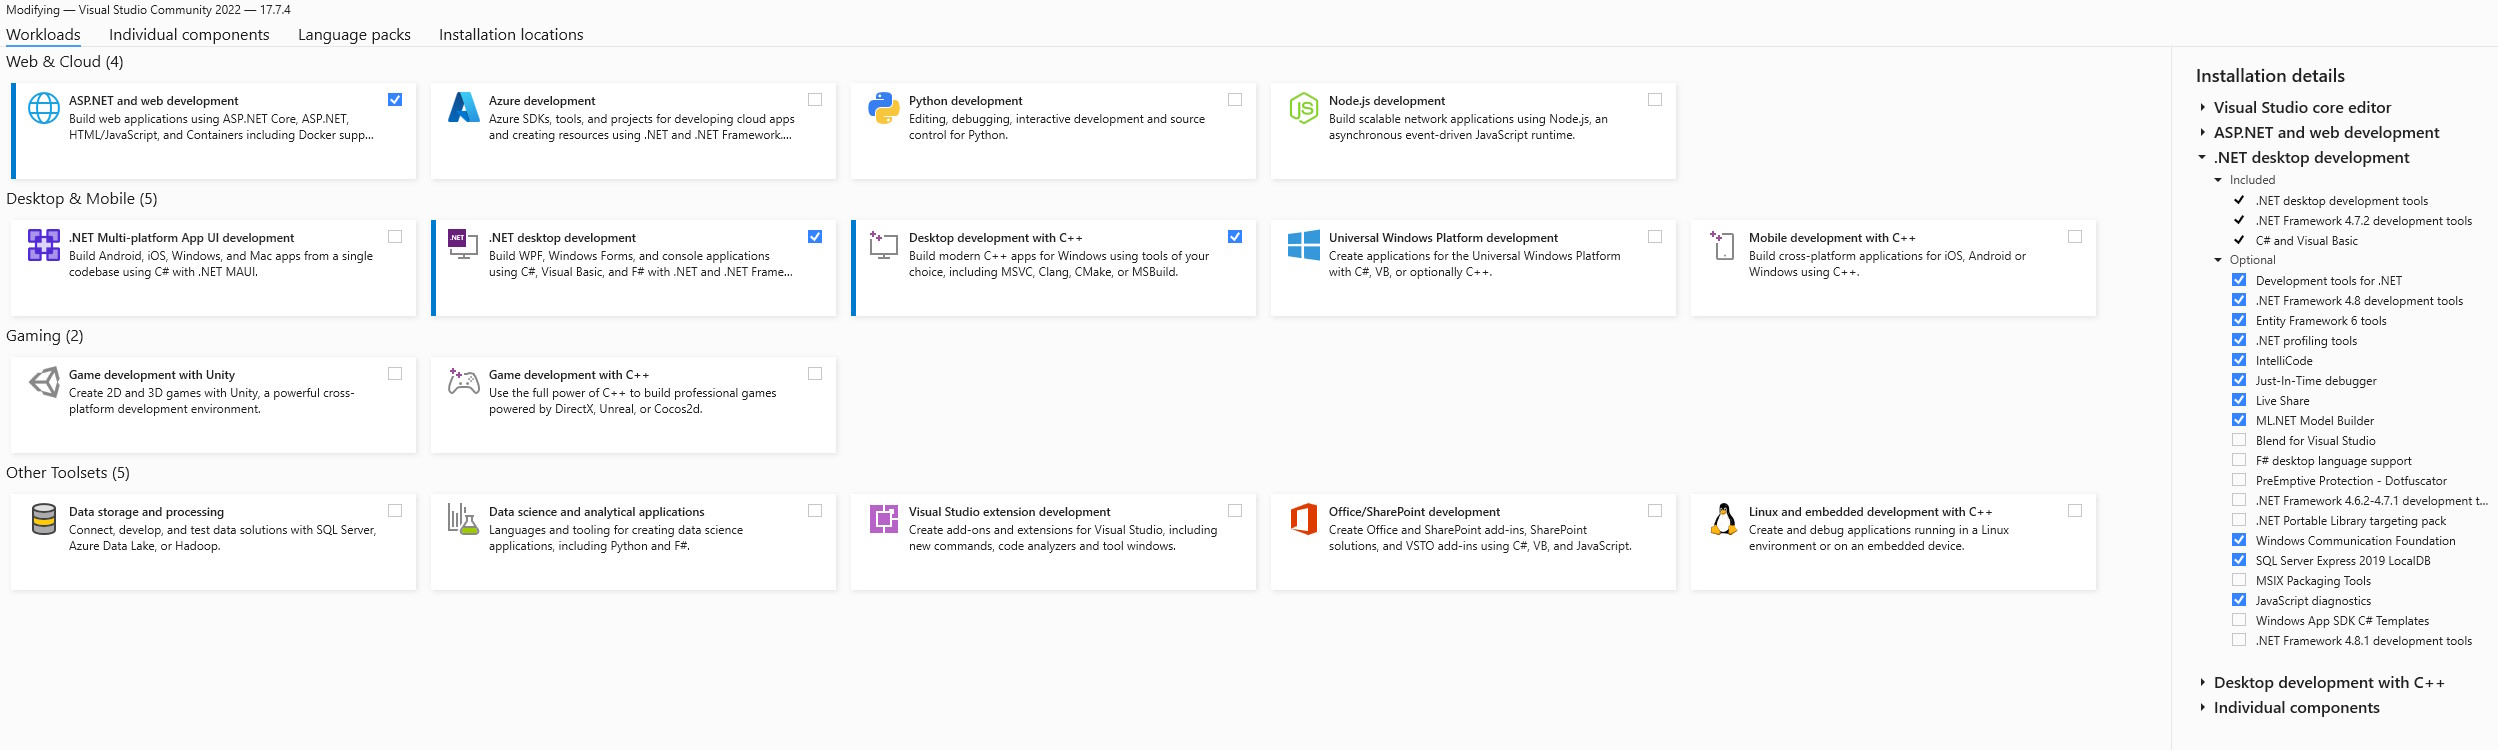 Modifying — Visual Studio Community 2022 — 17.7.4
Workloads
Individual components
Language packs
Installation locations
Web & Cloud (4)
ASP.NET and web development
Build web applications using ASP.NET Core, ASP.NET,
HTML/JavaScript, and Containers including Docker supp...
Azure development
Azure SDKs, tools, and projects for developing cloud apps
and creating resources using .NET and .NET Framework....
Python development
Editing, debugging, interactive development and source
control for Python.
JS
Node.js development
Build scalable network applications using Node.js, an
asynchronous event-driven JavaScript runtime.
Desktop & Mobile (5)
.NET Multi-platform App UI development
Build Android, iOS, Windows, and Mac apps from a single
codebase using C# with .NET MAUI.
.NET
.NET desktop development
Build WPF, Windows Forms, and console applications
using C#, Visual Basic, and F# with .NET and .NET Frame...
Desktop development with C++
Build modern C++ apps for Windows using tools of your
choice, including MSVC, Clang, CMake, or MSBuild.
Universal Windows Platform development
Create applications for the Universal Windows Platform
with C#, VB, or optionally C++.
Mobile development with C++
Build cross-platform applications for iOS, Android or
Windows using C++.
Gaming (2)
Game development with Unity
Create 2D and 3D games with Unity, a powerful cross-
platform development environment.
Game development with C++
Use the full power of C++ to build professional games
powered by DirectX, Unreal, or Cocos2d.
Other Toolsets (5)
Data storage and processing
Connect, develop, and test data solutions with SQL Server,
Azure Data Lake, or Hadoop.
Data science and analytical applications
Languages and tooling for creating data science
applications, including Python and F#.
Visual Studio extension development
Create add-ons and extensions for Visual Studio, including
new commands, code analyzers and tool windows.
Office/SharePoint development
Create Office and SharePoint add-ins, SharePoint
solutions, and VSTO add-ins using C#, VB, and JavaScript.
Linux and embedded development with C++
Create and debug applications running in a Linux
environment or on an embedded device.
Installation details
Visual Studio core editor
ASP.NET and web development
.NET desktop development
Included
.NET desktop development tools
.NET Framework 4.7.2 development tools
C# and Visual Basic
Optional
Development tools for .NET
.NET Framework 4.8 development tools
Entity Framework 6 tools
.NET profiling tools
IntelliCode
Just-In-Time debugger
Live Share
ML.NET Model Builder
Blend for Visual Studio
F# desktop language support
PreEmptive Protection - Dotfuscator
.NET Framework 4.6.2-4.7.1 development t...
.NET Portable Library targeting pack
Windows Communication Foundation
SQL Server Express 2019 LocalDB
MSIX Packaging Tools
JavaScript diagnostics
Windows App SDK C# Templates
.NET Framework 4.8.1 development tools
Desktop development with C++
Individual components